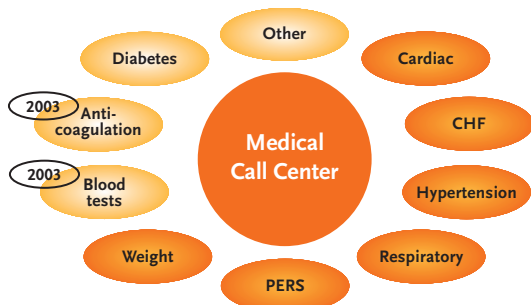 Other
Diabetes
Cardiac
2003
Anti-
coagulation
CHF
Medical
Call Center
2003
Blood
tests
Hypertension
Weight
Respiratory
PERS